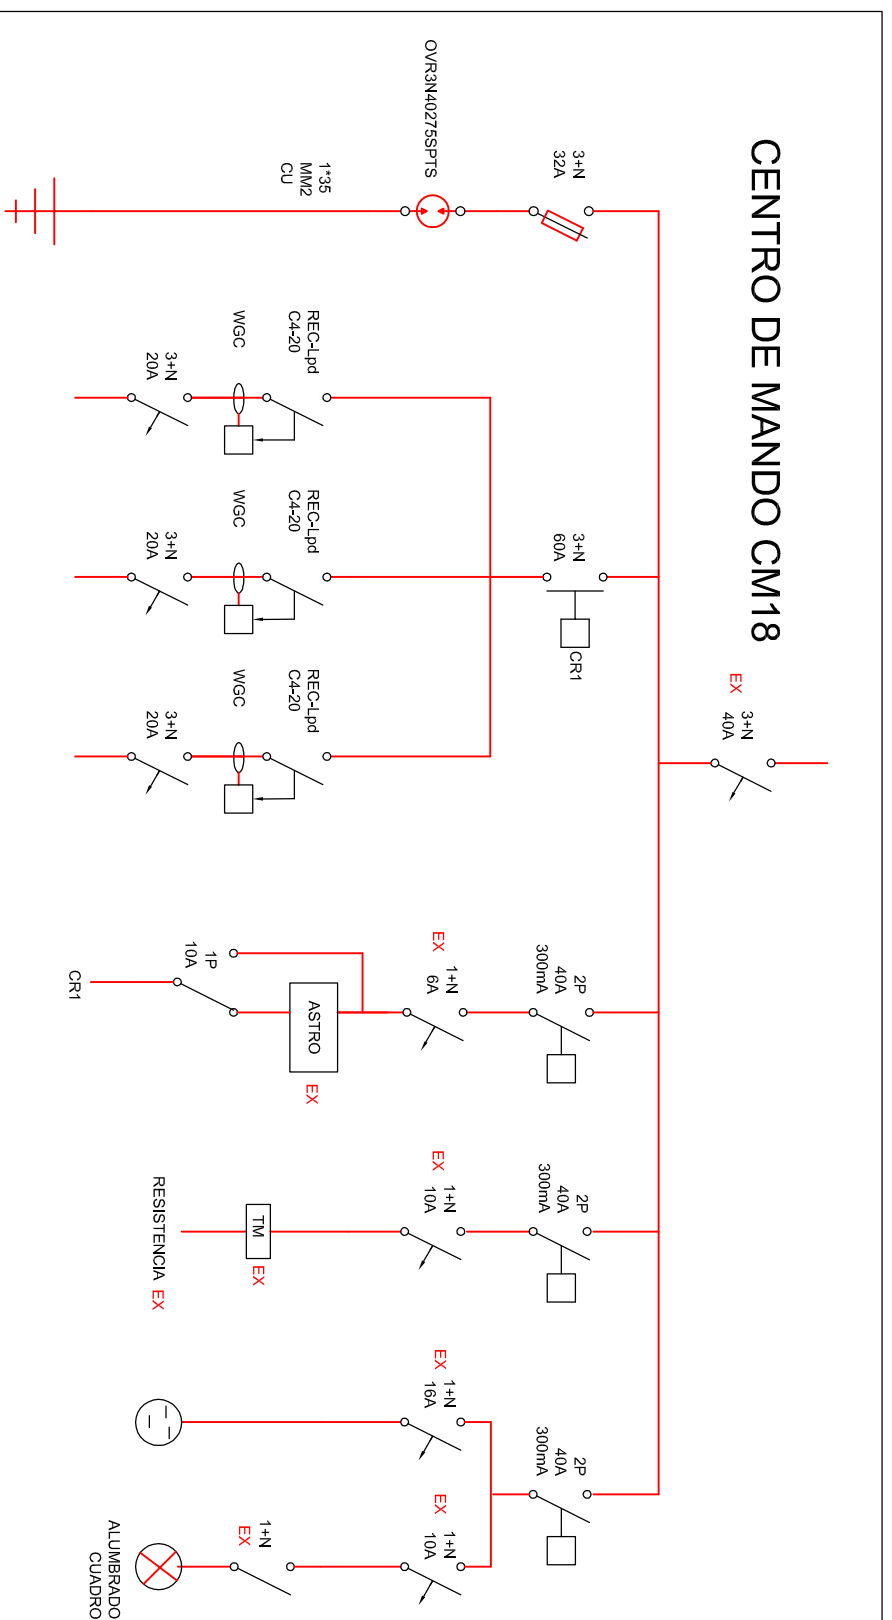 CENTRO DE MANDO CM18
EX
3+N
40A
3+N
32A
OVR3N40275SPTS
1*35
MM2
CU
3+N
60A
CR1
REC-Lpd
C4-20
WGC
3+N
20A
REC-Lpd
C4-20
WGC
3+N
20A
REC-Lpd
C4-20
WGC
3+N
20A
2P
40A
300mA
EX
1+N
6A
ASTRO
EX
1P
10A
CR1
2P
40A
300mA
EX
1+N
10A
TM
EX
RESISTENCIA EX
2P
40A
300mA
EX
1+N
16A
EX
1+N
10A
1+N
EX
ALUMBRADO
CUADRO